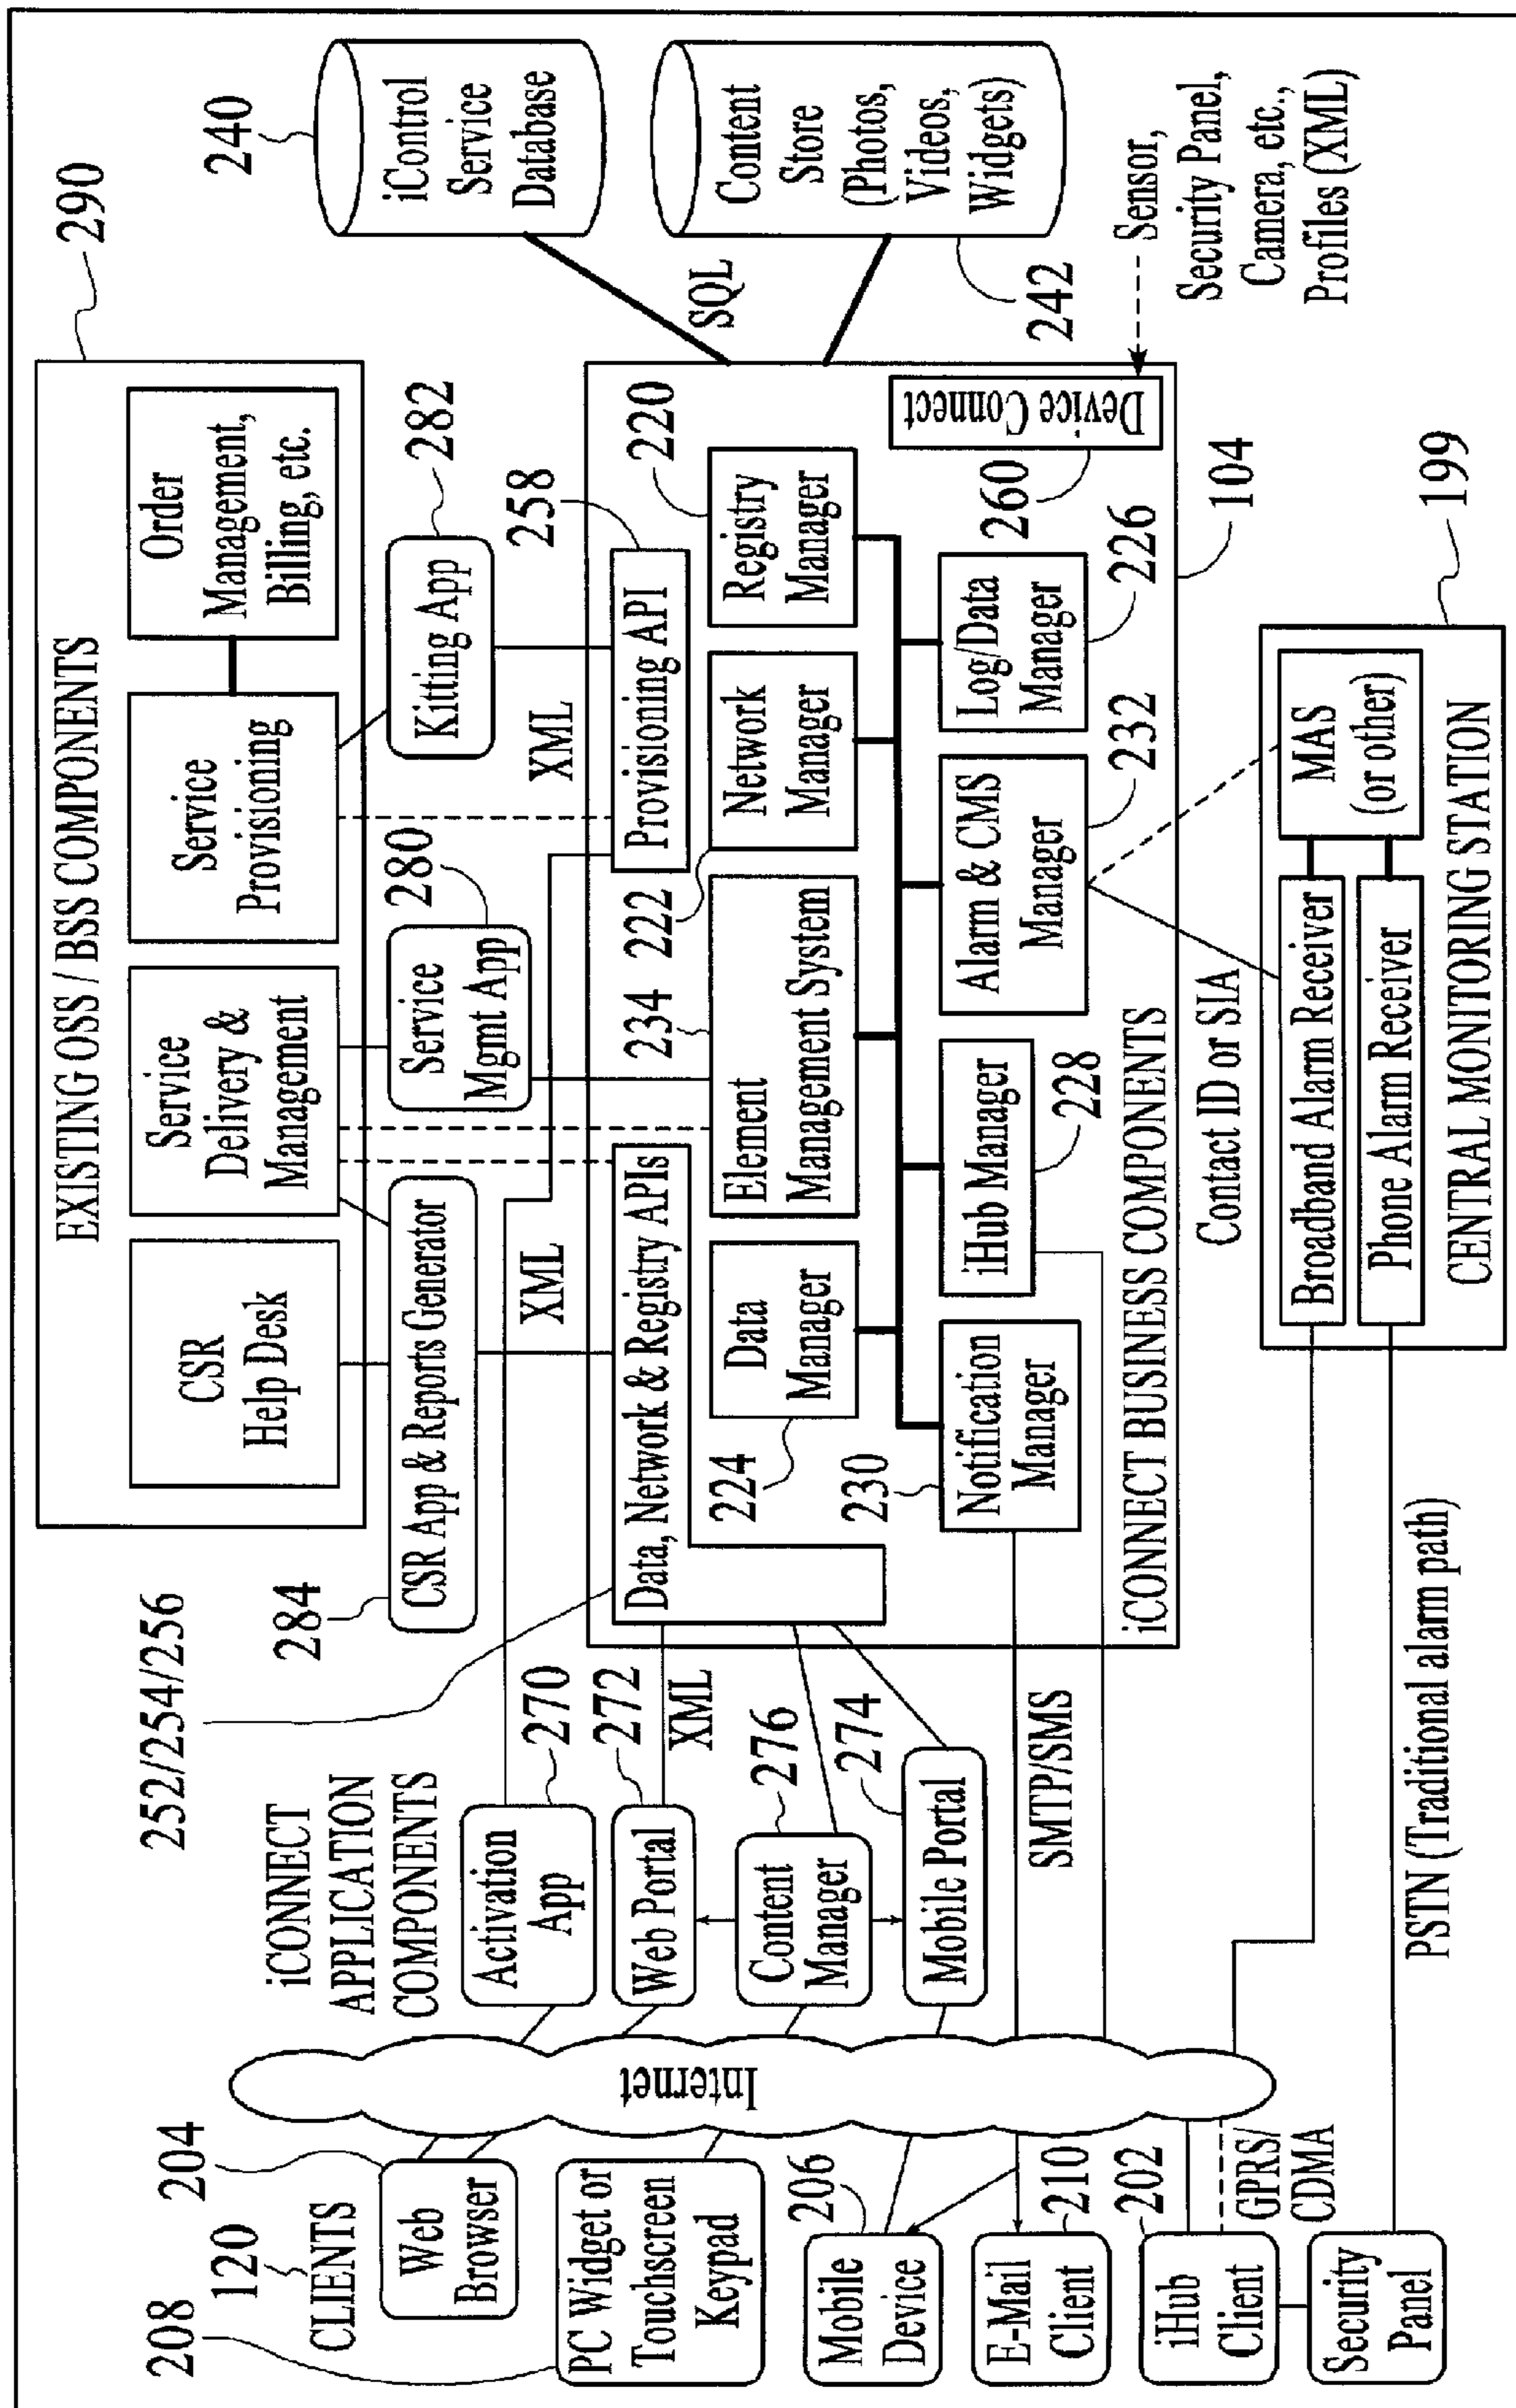 EXISTING OSS / BSS COMPONENTS
290
CSR
Help Desk
Service
Delivery &
Management
Service
Provisioning
Order
Management,
Billing, etc.
240
iControl
Service
Database
Content
Store
(Photos,
Videos,
Widgets)
242
SQL
252/254/256
284
CSR App & Reports Generator
XML
Service
Mgmt App
280
Kitting App
282
XML
258
iCONNECT
APPLICATION
COMPONENTS
Activation
App
270
Web Portal
272
XML
Content
Manager
276
Mobile Portal
274
Data, Network & Registry APIs
Provisioning API
224
Data
Manager
234
Element
Management System
222
Network
Manager
Registry
Manager
220
230
Notification
Manager
iHub Manager
228
Alarm & CMS
Manager
232
Log/Data
Manager
226
260
Device Connect
Sensor,
Security Panel,
Camera, etc.,
Profiles (XML)
iCONNECT BUSINESS COMPONENTS
104
208
120
204
CLIENTS
Web
Browser
PC Widget or
Touchscreen
Keypad
206
Mobile
Device
E-Mail
Client
210
iHub
Client
202
GPRS/
CDMA
Security
Panel
Internet
SMTP/SMS
PSTN (Traditional alarm path)
Contact ID or SIA
199
Broadband Alarm Receiver
Phone Alarm Receiver
MAS
(or other)
CENTRAL MONITORING STATION